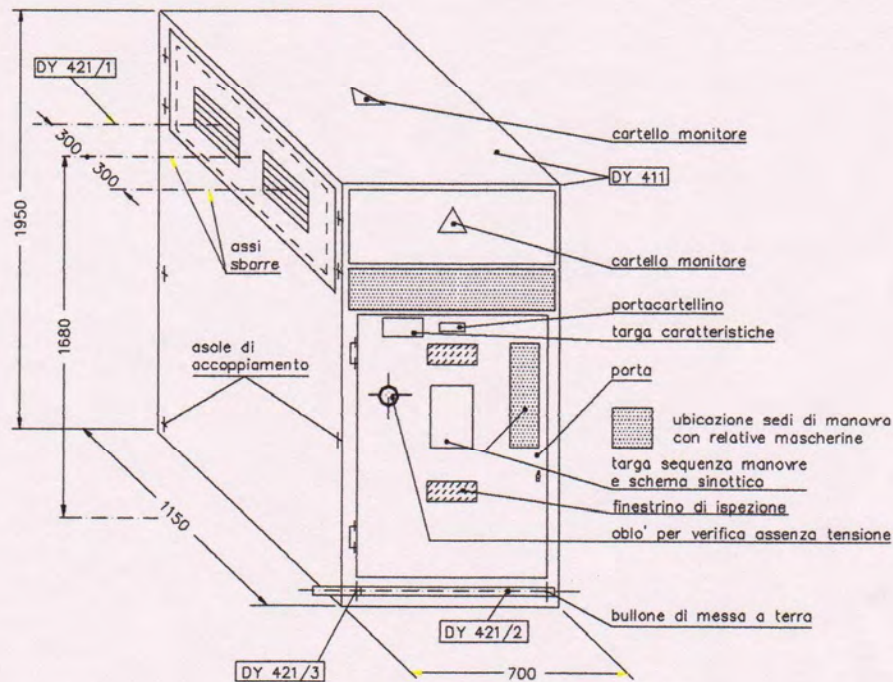 DY 421/1
300
300
1950
1680
assi
sborre
asole di
accoppiamento
1150
cartello monitore
DY 411
cartello monitore
portacartellino
targa caratteristiche
porta
ubicazione sedi di manovra
con relative mascherine
targa sequenza manovre
e schema sinottico
finestrino di ispezione
oblo' per verifica assenza tensione
bullone di messa a terra
DY 421/2
DY 421/3
700